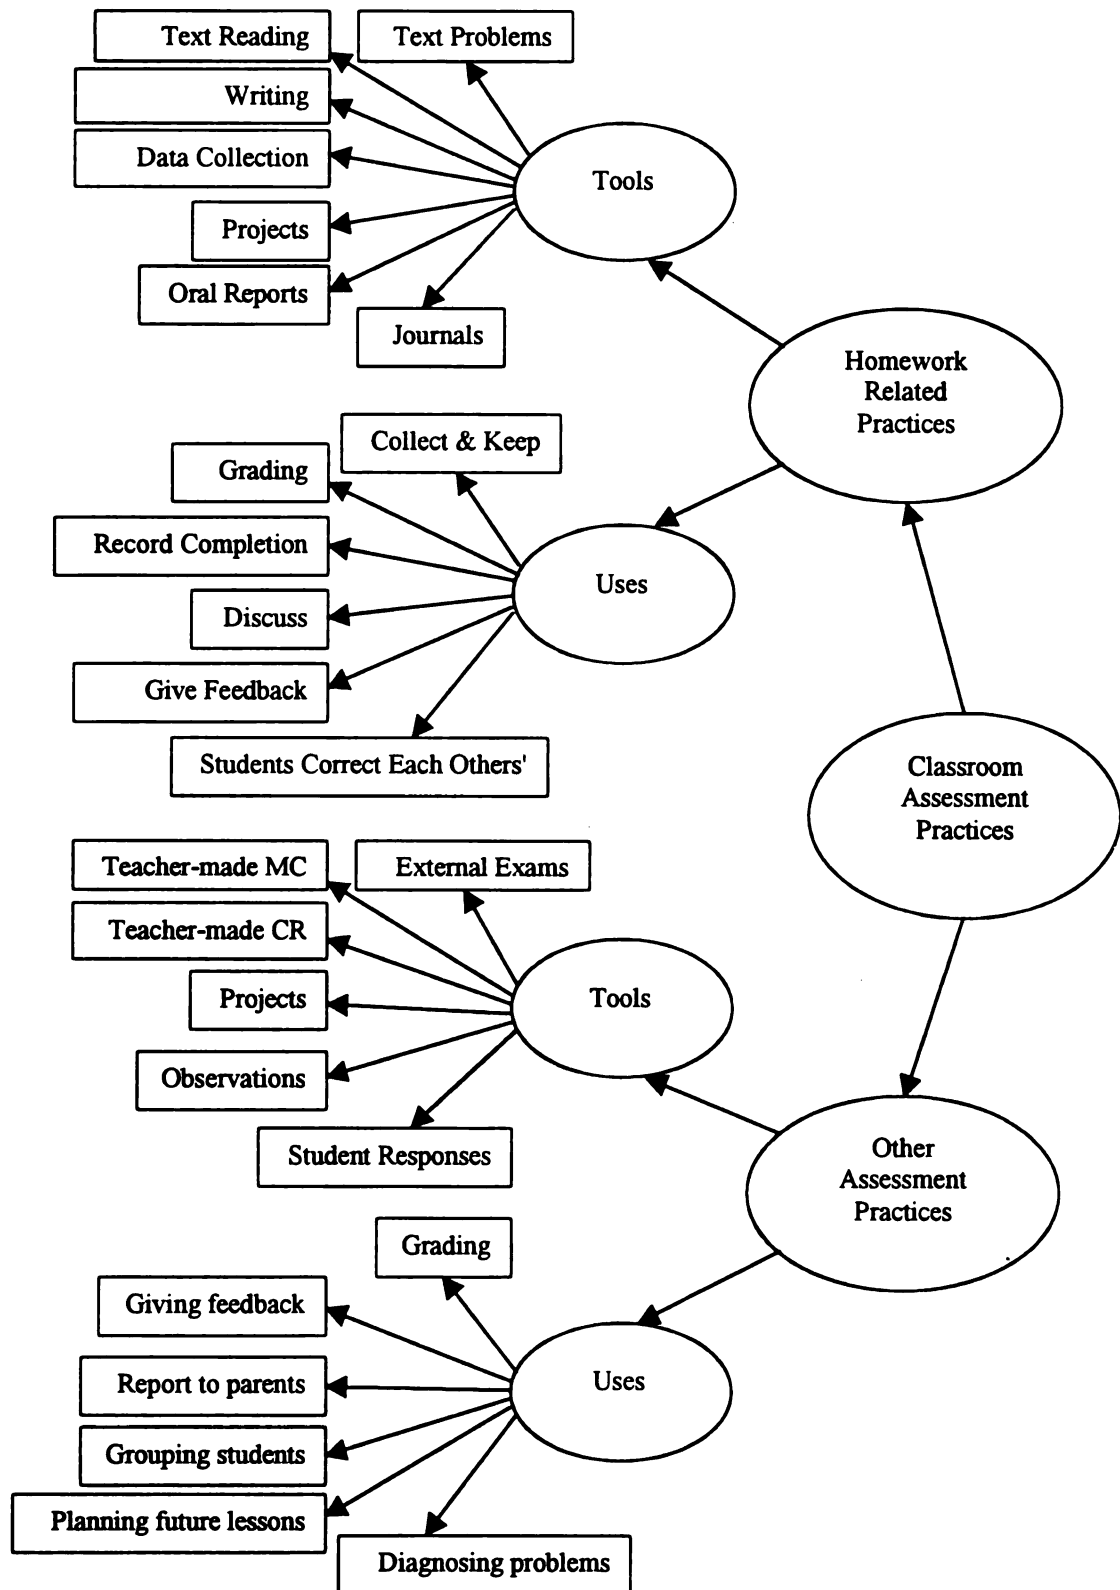 Text Reading
Text Problems
Writing
Data Collection
Tools
Projects
Oral Reports
Journals
Homework
Related
Practices
Collect & Keep
Grading
Record Completion
Uses
Discuss
Give Feedback
Students Correct Each Others'
Classroom
Assessment
Practices
Teacher-made MC
External Exams
Teacher-made CR
Projects
Tools
Observations
Student Responses
Other
Assessment
Practices
Grading
Giving feedback
Report to parents
Uses
Grouping students
Planning future lessons
Diagnosing problems